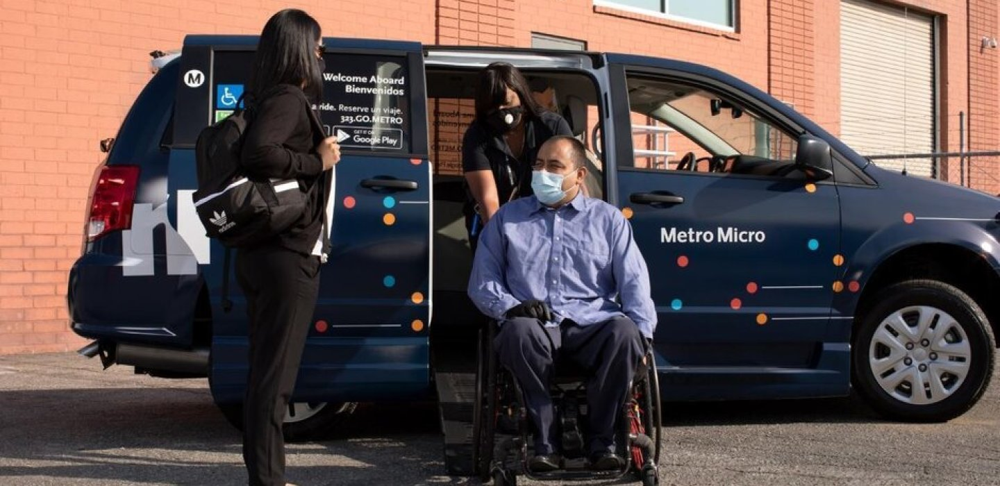 M
Welcome Aboard
Bienvenidos
ride. Reserve un viaje.
323.GO.METRO
GET IT ON
Google Play
adidas
Metro Micro